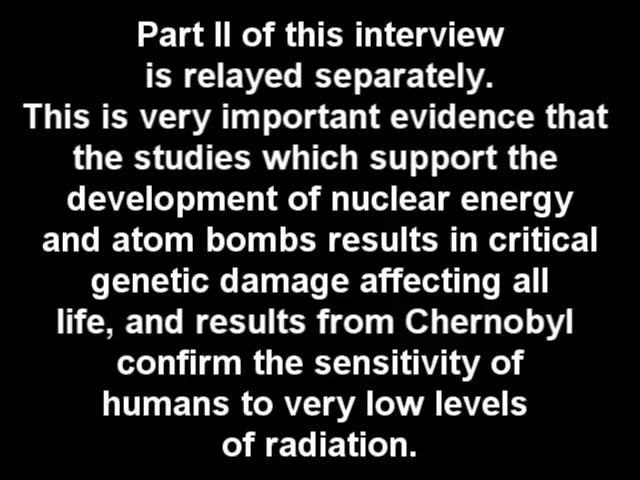 Part II of this interview
is relayed separately.
This is very important evidence that
the studies which support the
development of nuclear energy
and atom bombs results in critical
genetic damage affecting all
life, and results from Chernobyl
confirm the sensitivity of
humans to very low levels
of radiation.